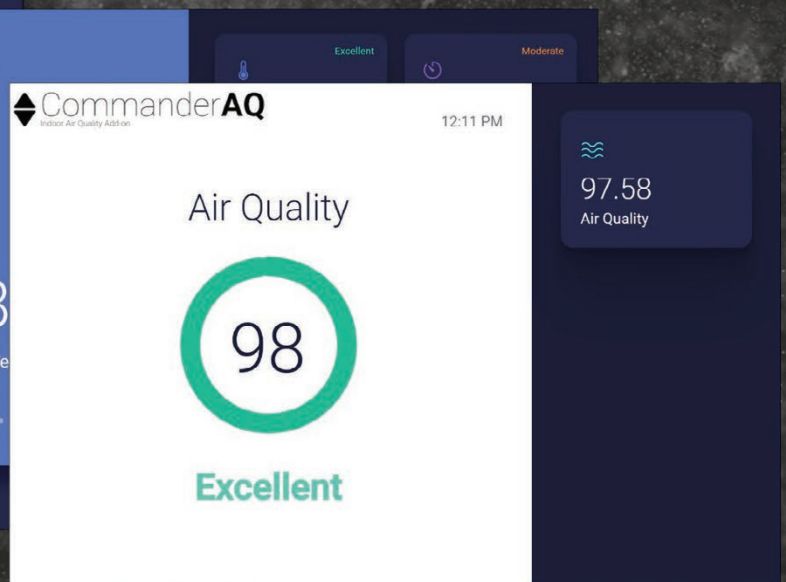 Excellent
Moderate
CommanderAQ
Indoor Air Quality Add-on
12:11 PM
Air Quality
98
Excellent
97.58
Air Quality